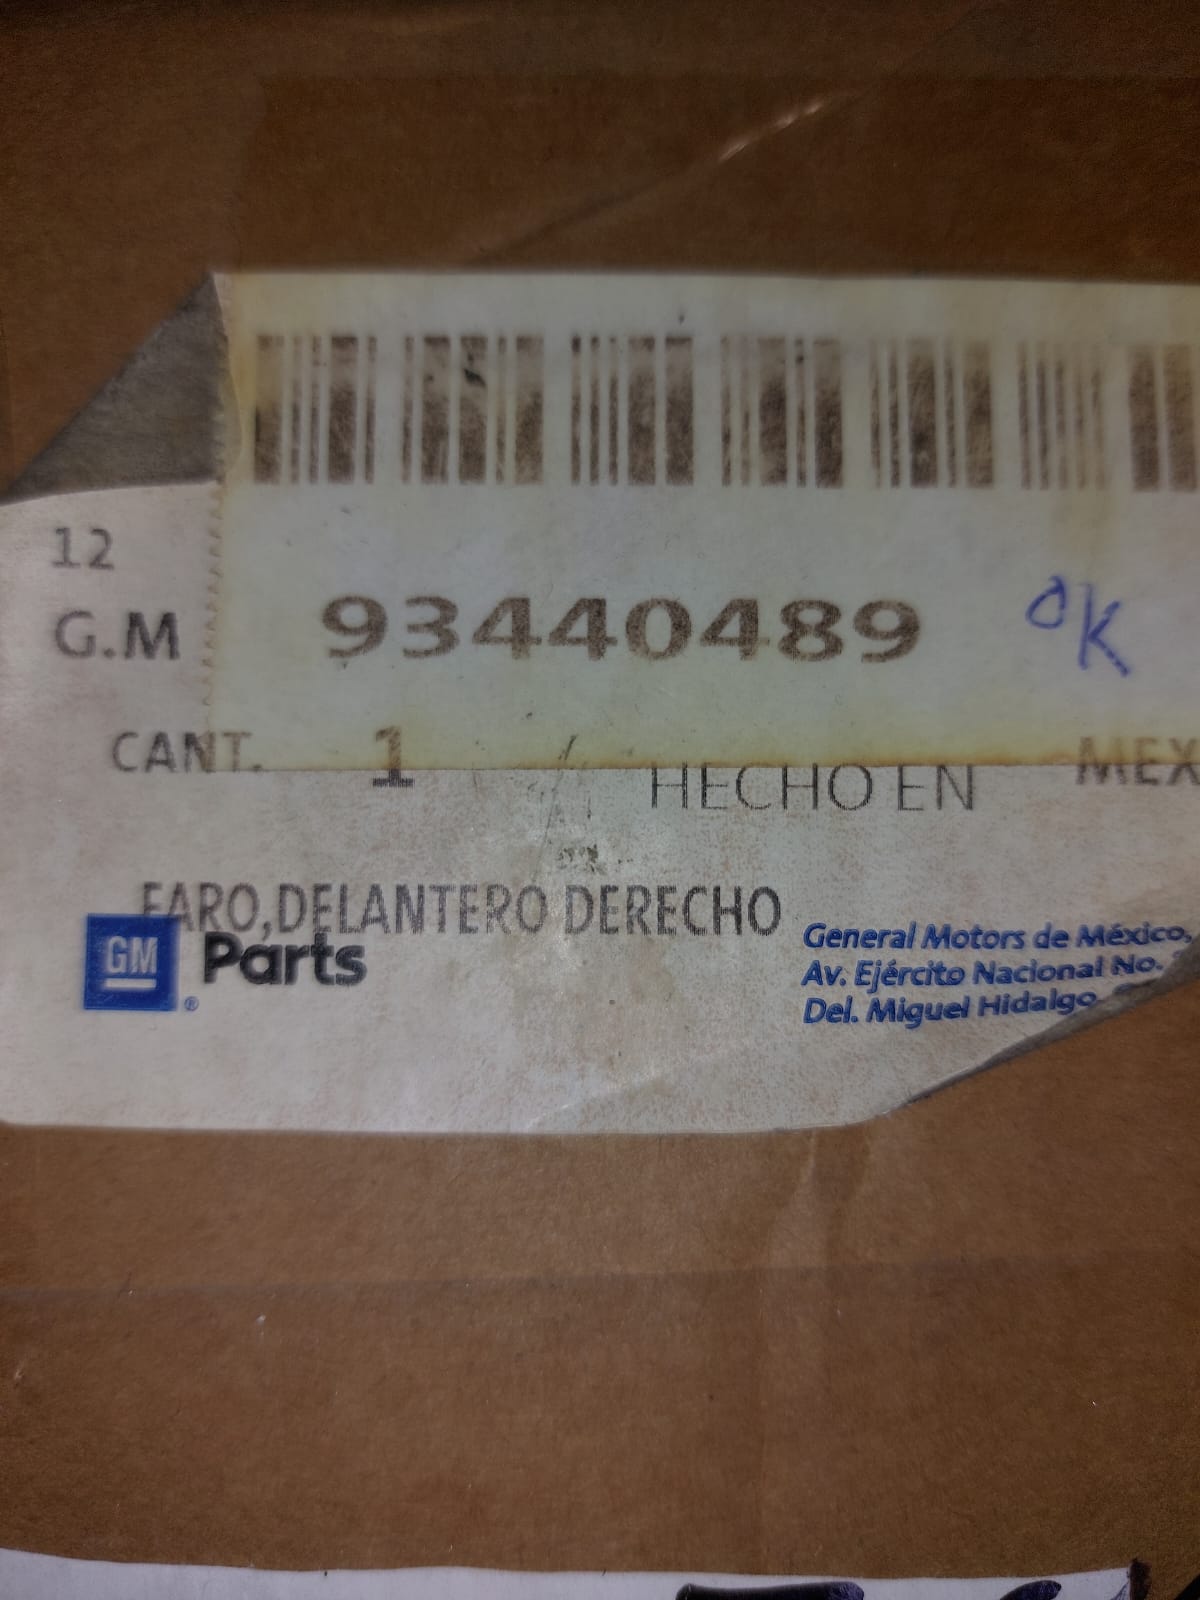 12
G.M 93440489 OK
CANT. 1 HECHO EN MEX
FARO,DELANTERO DERECHO
GM Parts
®
General Motors de México,
Av. Ejército Nacional No.
Del. Miguel Hidalgo